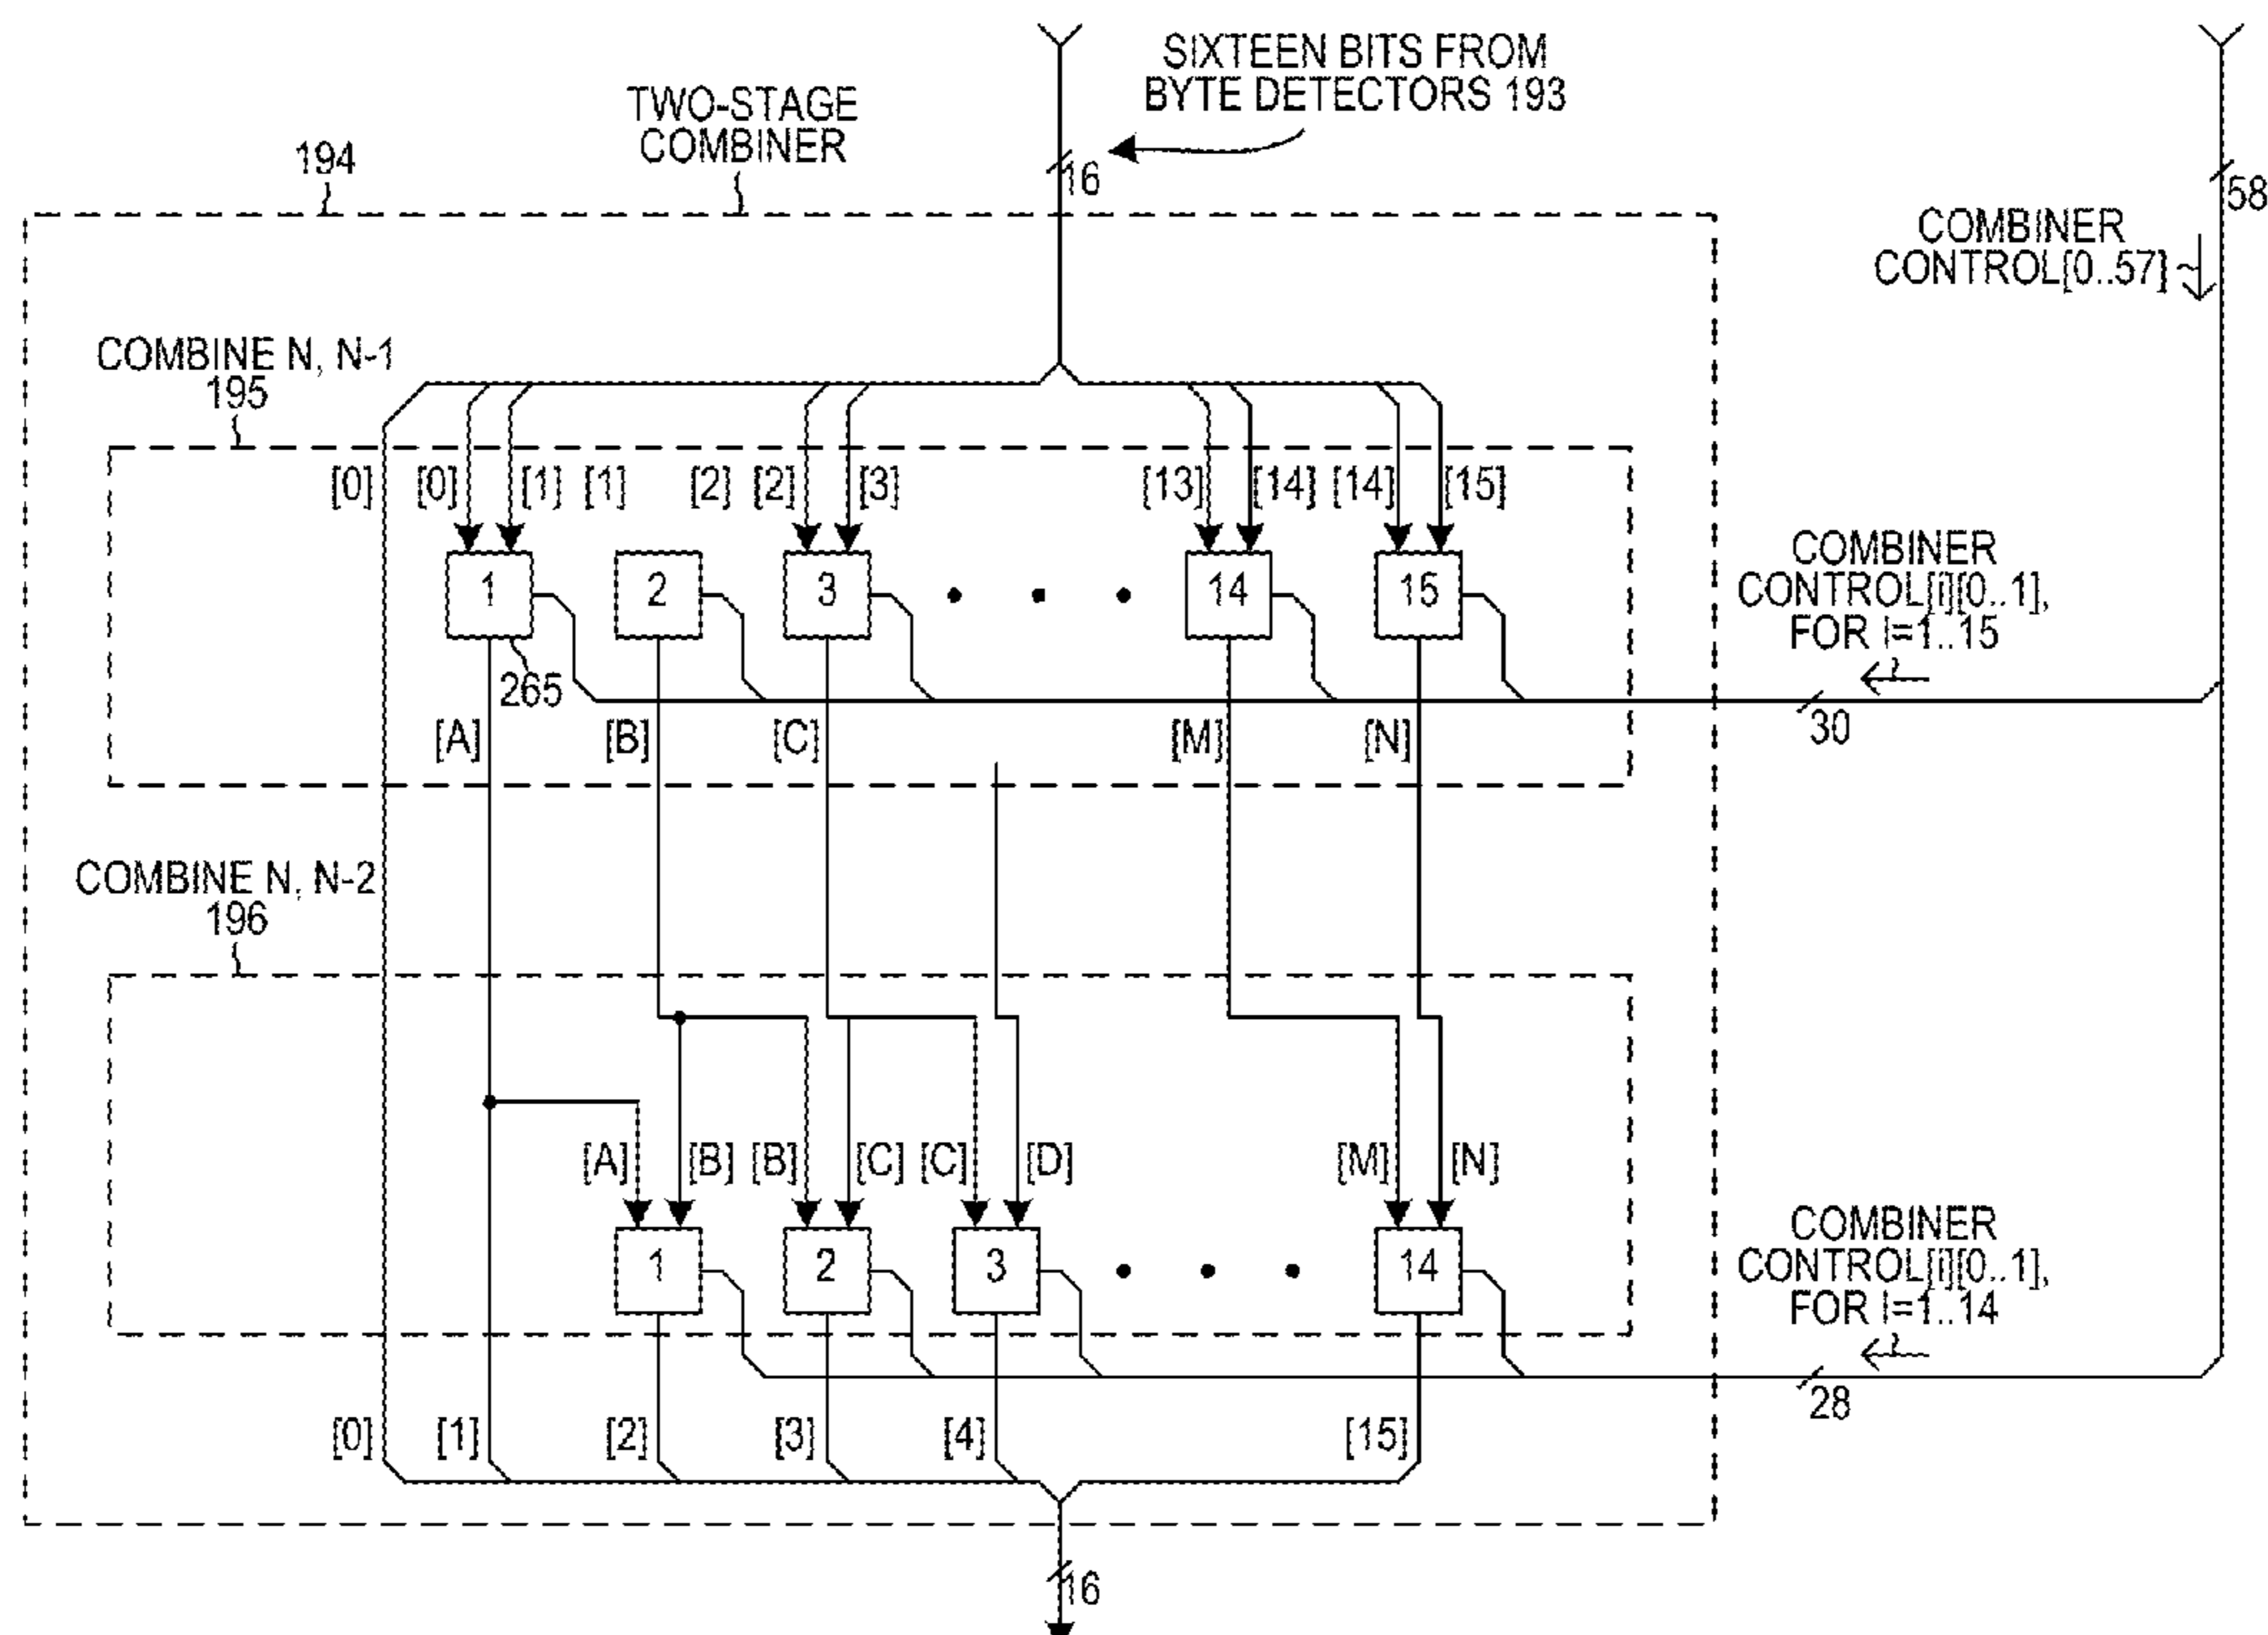 SIXTEEN BITS FROM
BYTE DETECTORS 193
TWO-STAGE
COMBINER
194
16
58
COMBINER
CONTROL[0..57]
COMBINE N, N-1
195
[0] [0] [1] [1] [2] [2] [3] [13] [14] [14] [15]
1 2 3 14 15
COMBINER
CONTROL[i][0..1],
FOR I=1..15
265
30
[A] [B] [C] [M] [N]
COMBINE N, N-2
196
[A] [B] [B] [C] [C] [D] [M] [N]
1 2 3 14
COMBINER
CONTROL[i][0..1],
FOR I=1..14
28
[0] [1] [2] [3] [4] [15]
16